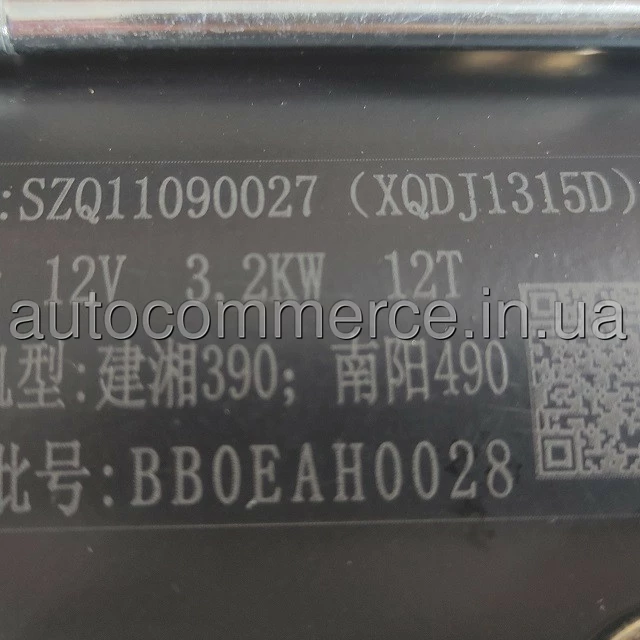 :SZQ11090027 (XQDJ1315D)
: 12V 3.2KW 12T
autocommerce.in.ua
机型:建湘390; 南阳490
批号:BB0EAH0028